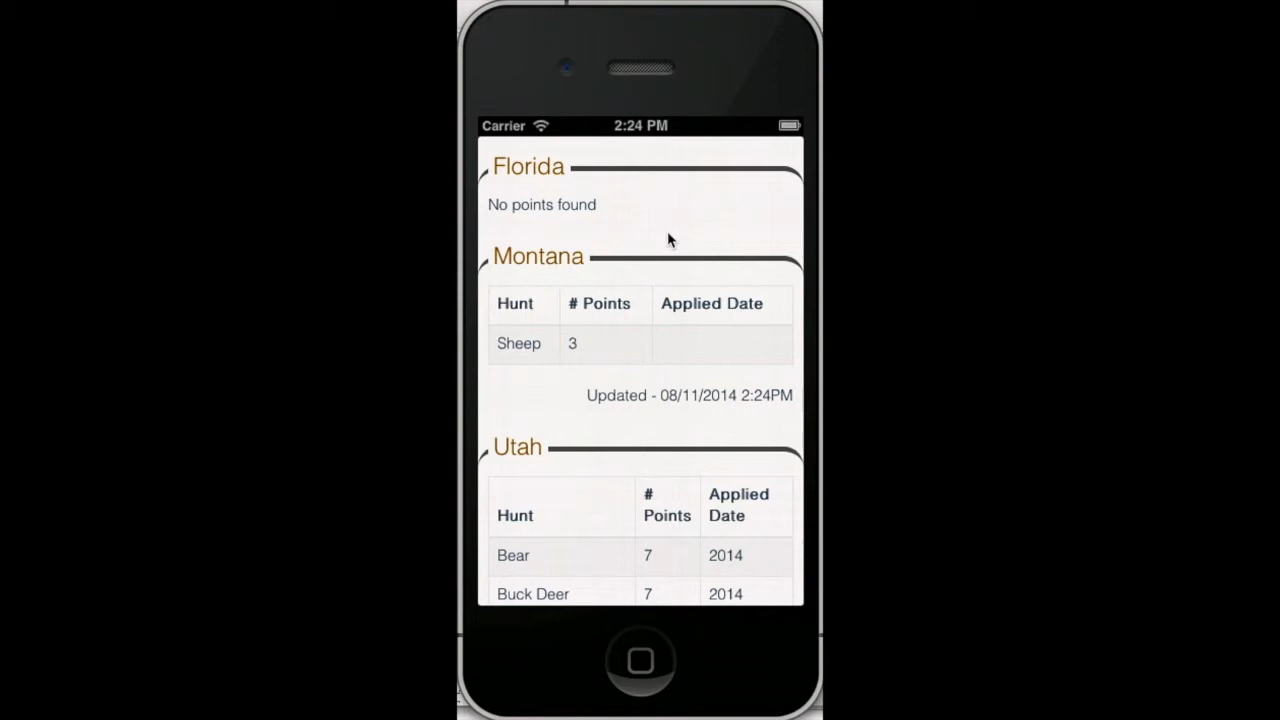 Carrier 2:24 PM
Florida
No points found
Montana
Hunt # Points Applied Date
Sheep 3
Updated - 08/11/2014 2:24PM
Utah
Hunt # Points Applied Date
Bear 7 2014
Buck Deer 7 2014